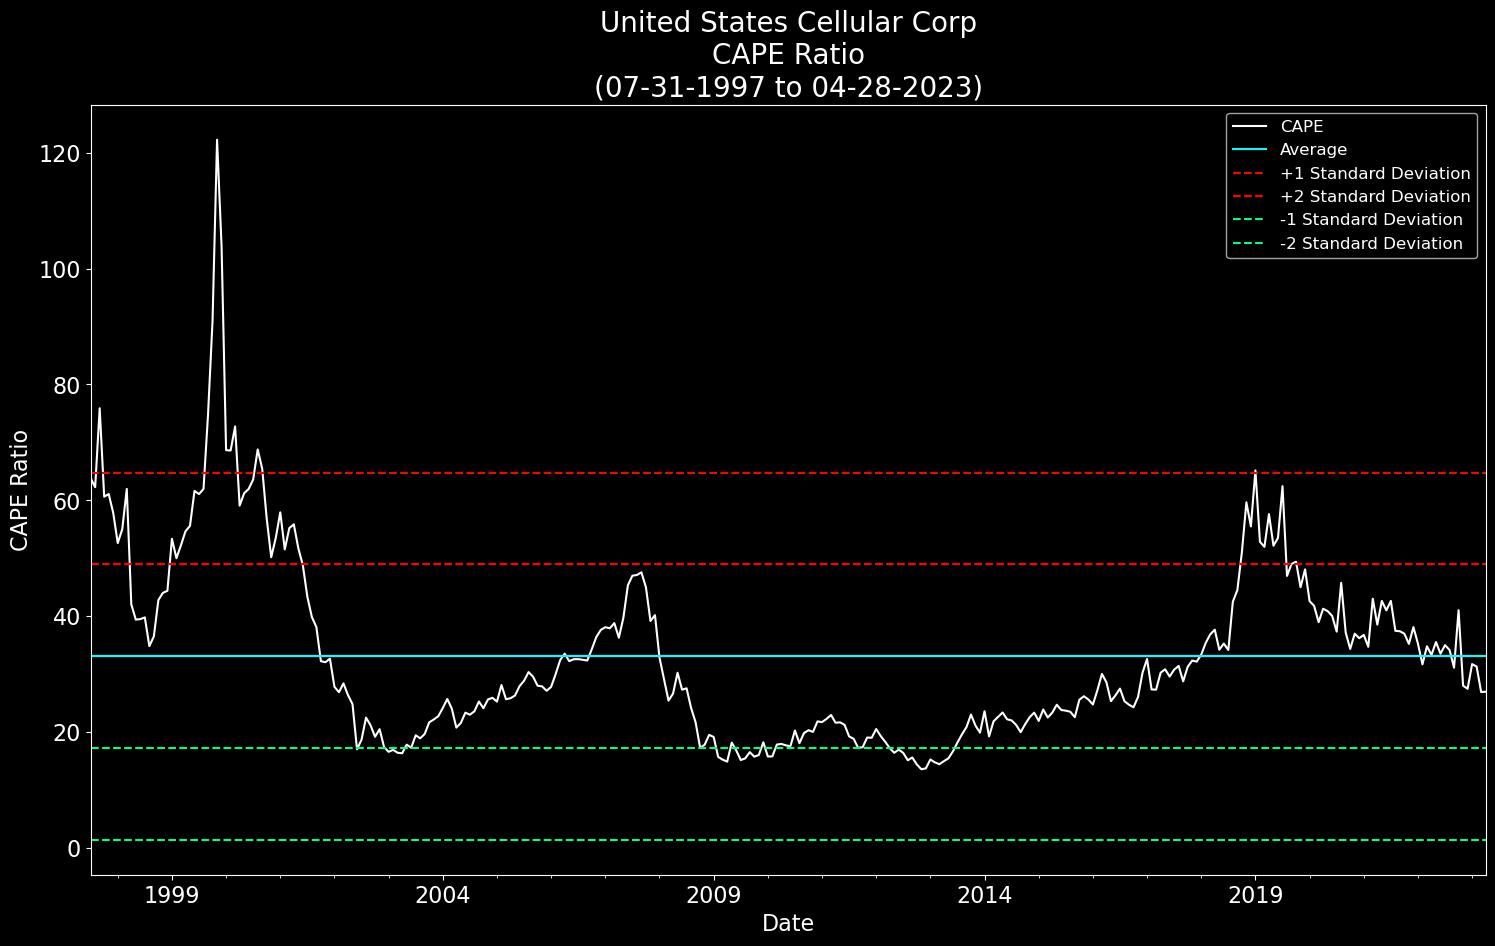 United States Cellular Corp
CAPE Ratio
(07-31-1997 to 04-28-2023)
CAPE
Average
+1 Standard Deviation
+2 Standard Deviation
-1 Standard Deviation
-2 Standard Deviation
CAPE Ratio
120
100
80
60
40
20
0
1999 2004 2009 2014 2019
Date